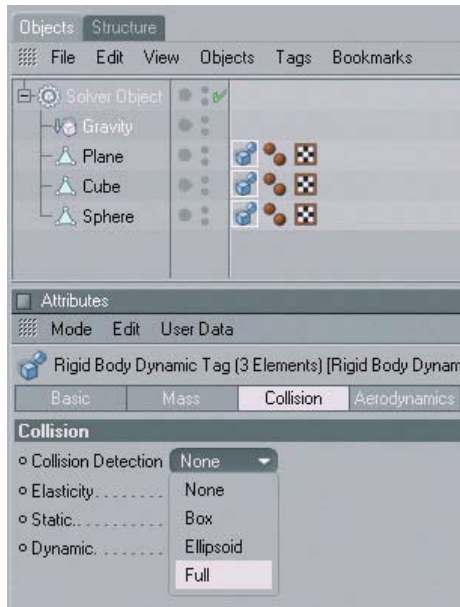 Objects Structure
File Edit View Objects Tags Bookmarks
Solver Object
Gravity
Plane
Cube
Sphere
Attributes
Mode Edit User Data
Rigid Body Dynamic Tag (3 Elements) [Rigid Body Dynam
Basic Mass Collision Aerodynamics
Collision
Collision Detection None
Elasticity........ None
Static.......... Box
Dynamic........ Ellipsoid
Full